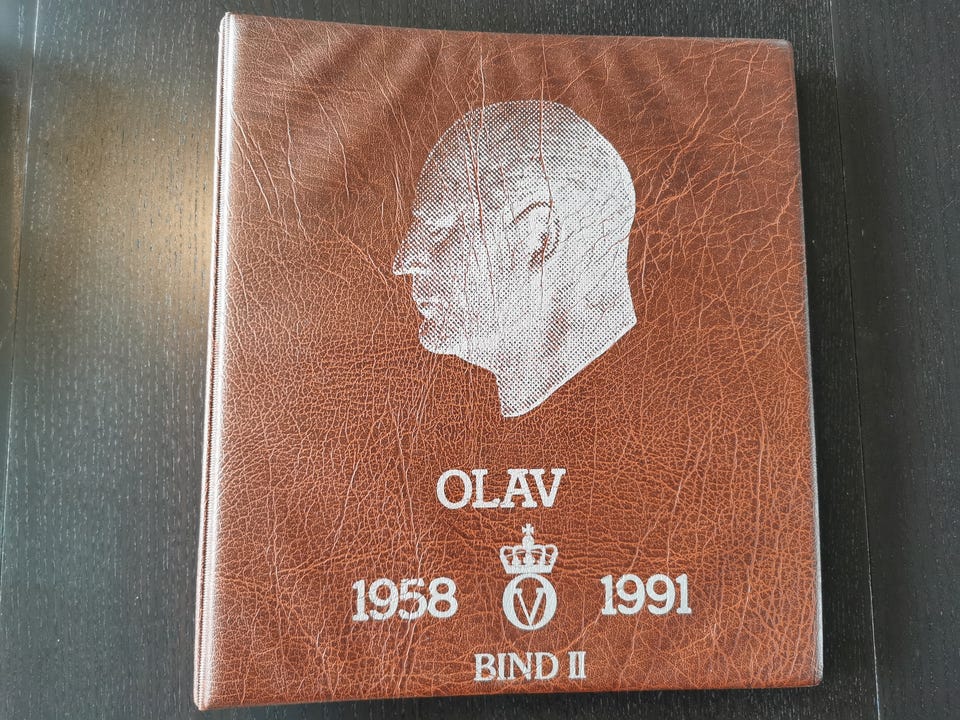 OLAV
1958 V 1991
BIND II